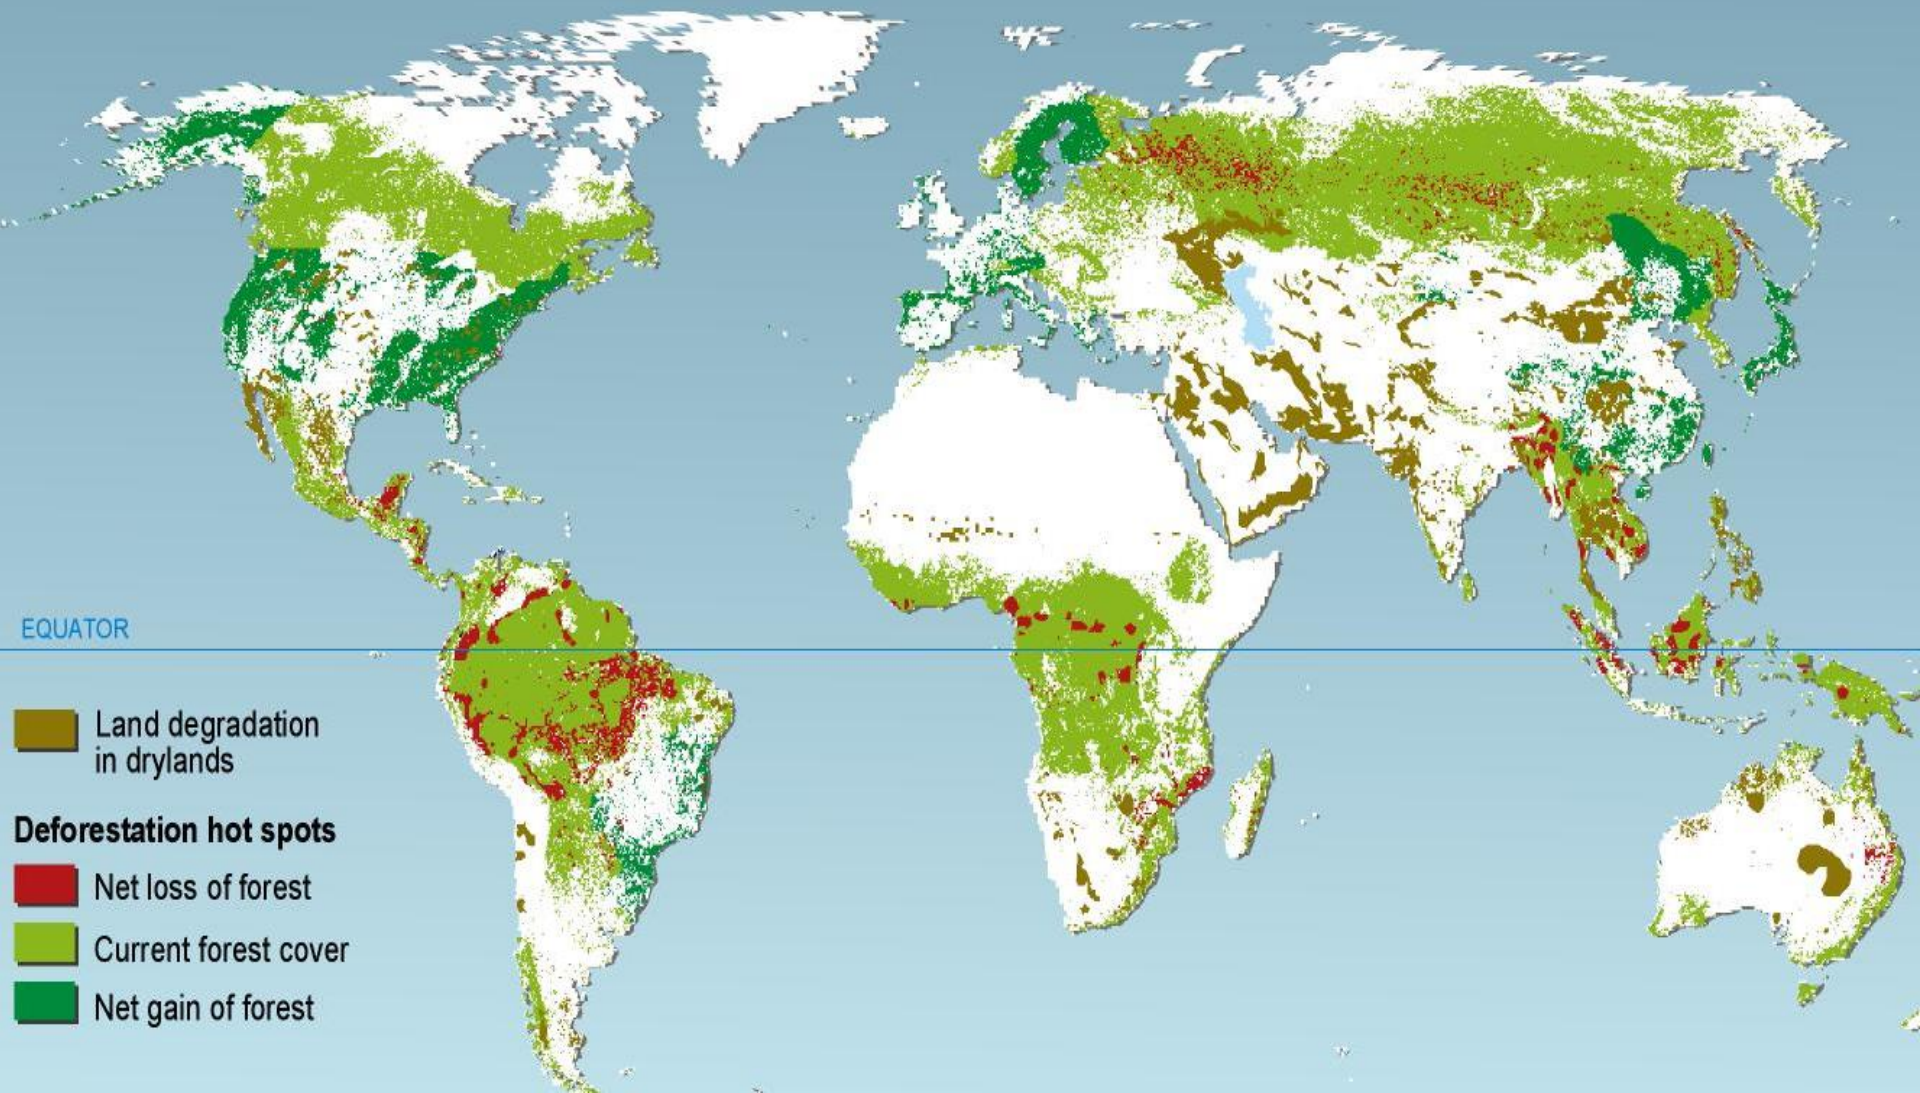 EQUATOR
Land degradation
in drylands
Deforestation hot spots
Net loss of forest
Current forest cover
Net gain of forest